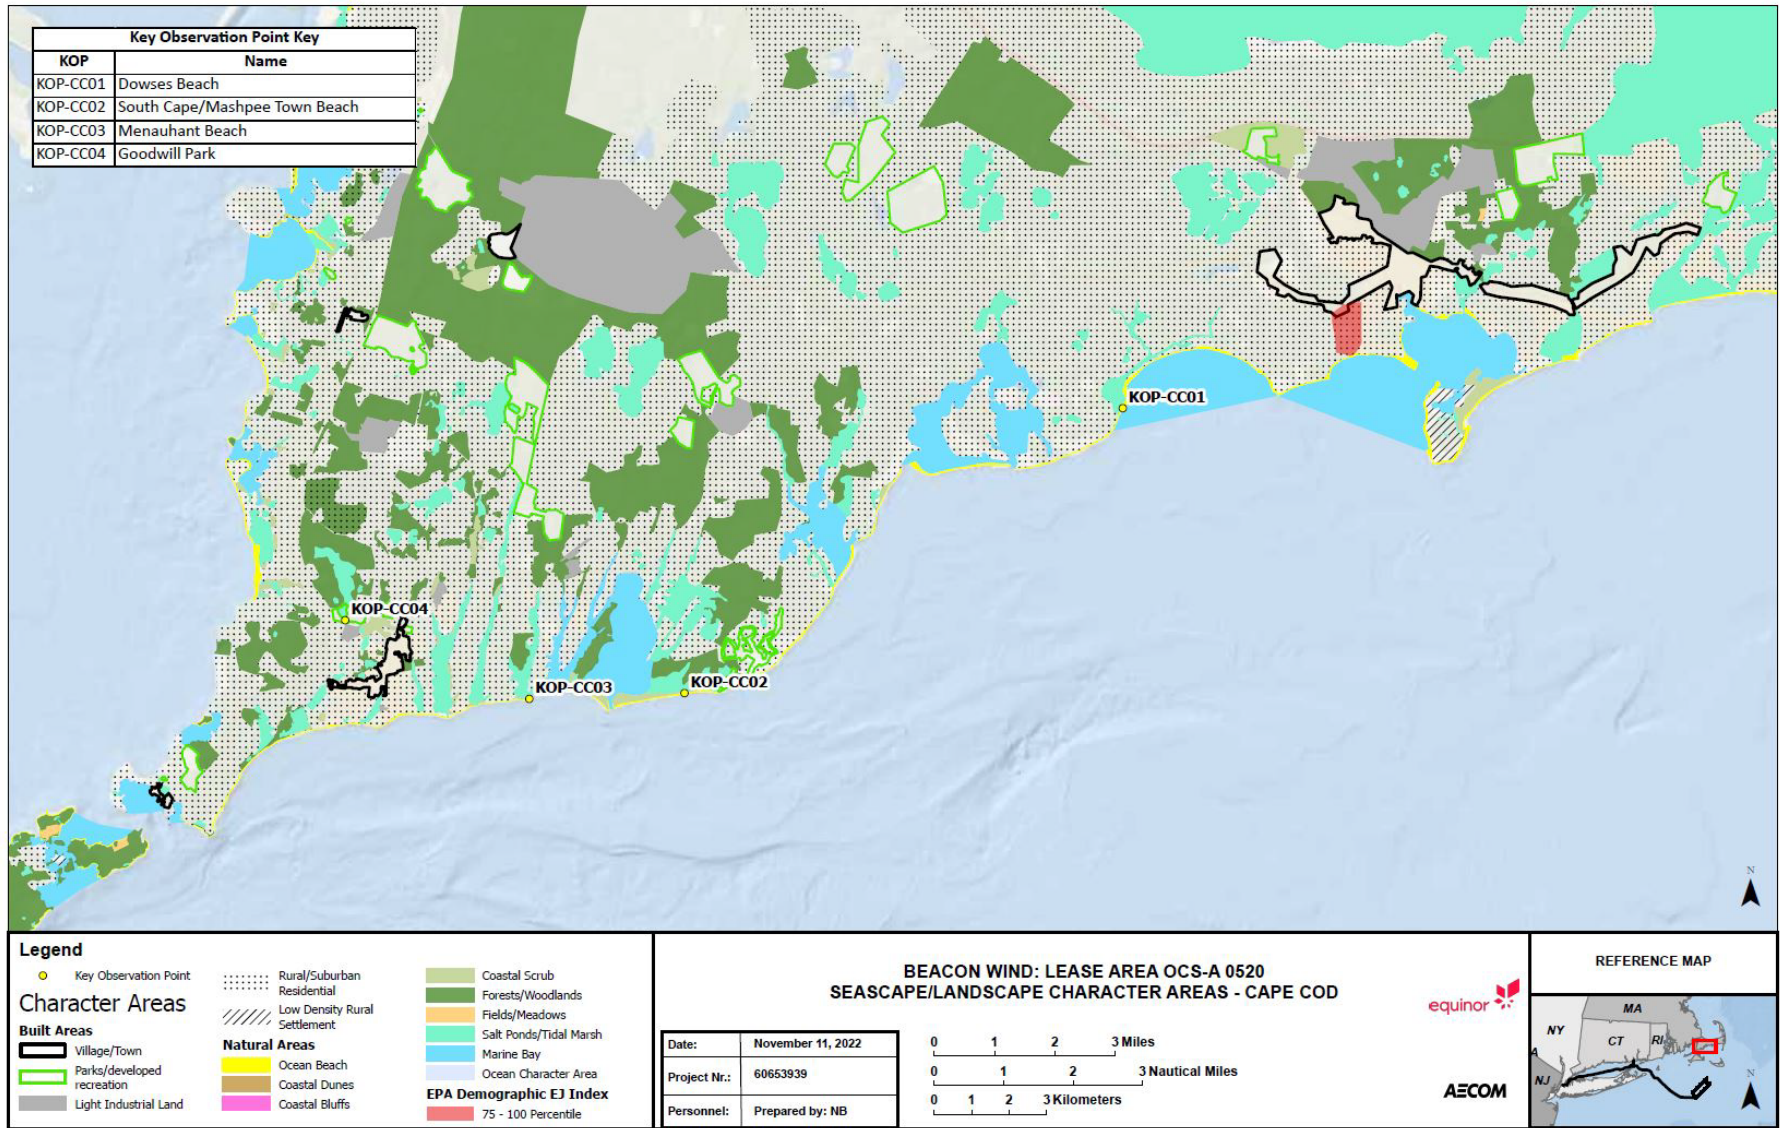 Key Observation Point Key
KOP Name
KOP-CC01 Dowses Beach
KOP-CC02 South Cape/Mashpee Town Beach
KOP-CC03 Menauhant Beach
KOP-CC04 Goodwill Park
KOP-CC01
KOP-CC04
KOP-CC03
KOP-CC02
N
Legend
Key Observation Point
Character Areas
Built Areas
Village/Town
Parks/developed
recreation
Light Industrial Land
Rural/Suburban
Residential
Low Density Rural
Settlement
Natural Areas
Ocean Beach
Coastal Dunes
Coastal Bluffs
Coastal Scrub
Forests/Woodlands
Fields/Meadows
Salt Ponds/Tidal Marsh
Marine Bay
Ocean Character Area
EPA Demographic EJ Index
75 - 100 Percentile
BEACON WIND: LEASE AREA OCS-A 0520
SEASCAPE/LANDSCAPE CHARACTER AREAS - CAPE COD
Date: November 11, 2022
Project Nr.: 60653939
Personnel: Prepared by: NB
0 1 2 3 Miles
0 1 2 3 Nautical Miles
0 1 2 3 Kilometers
equinor
AECOM
REFERENCE MAP
MA
NY
CT
RI
A
NJ
N